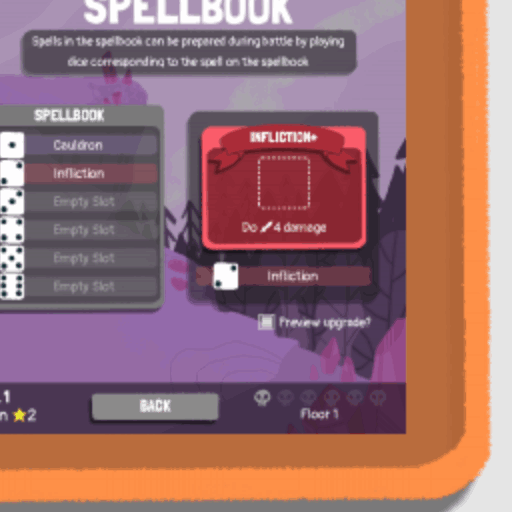 SPELLBOOK
Spells in the spellbook can be prepared during battle by playing
dice corresponding to the spell on the spellbook
SPELLBOOK
Cauldron
Infliction
Empty Slot
Empty Slot
Empty Slot
Empty Slot
INFLICTION+
Do 4 damage
Infliction
Preview upgrade?
.1
n ⭐2
BACK
Floor 1